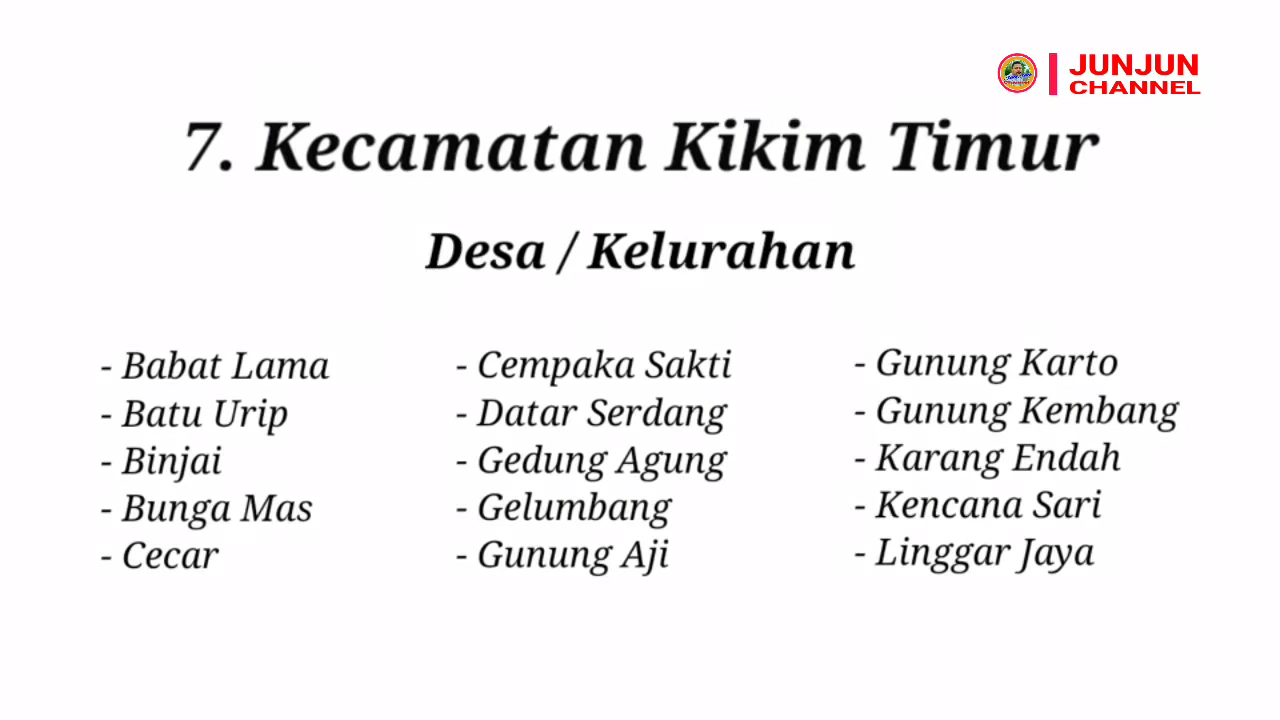 JUNJUN
CHANNEL
7. Kecamatan Kikim Timur
Desa / Kelurahan
- Babat Lama
- Batu Urip
- Binjai
- Bunga Mas
- Cecar
- Cempaka Sakti
- Datar Serdang
- Gedung Agung
- Gelumbang
- Gunung Aji
- Gunung Karto
- Gunung Kembang
- Karang Endah
- Kencana Sari
- Linggar Jaya